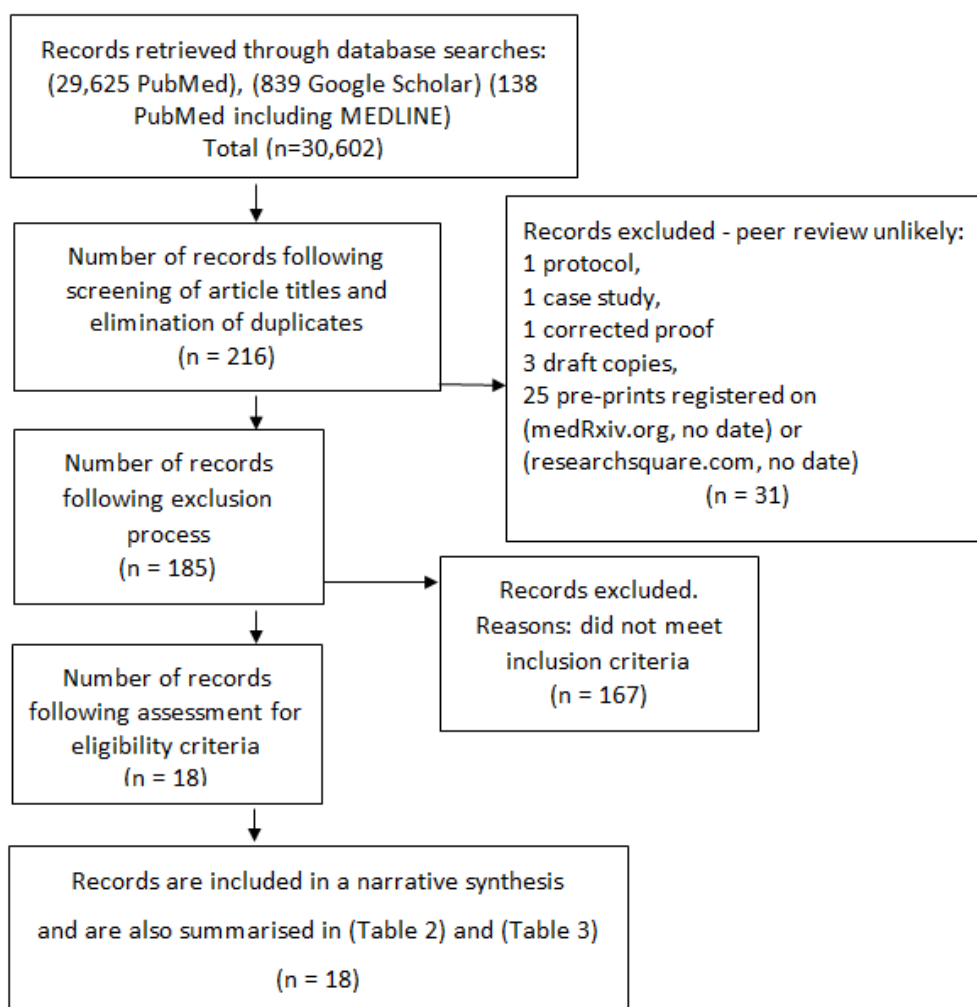 Records retrieved through database searches:
(29,625 PubMed), (839 Google Scholar) (138
PubMed including MEDLINE)
Total (n=30,602)
Number of records following
screening of article titles and
elimination of duplicates
(n = 216)
Records excluded - peer review unlikely:
1 protocol,
1 case study,
1 corrected proof
3 draft copies,
25 pre-prints registered on
(medRxiv.org, no date) or
(researchsquare.com, no date)
(n = 31)
Number of records
following exclusion
process
(n = 185)
Records excluded.
Reasons: did not meet
inclusion criteria
(n = 167)
Number of records
following assessment for
eligibility criteria
(n = 18)
Records are included in a narrative synthesis
and are also summarised in (Table 2) and (Table 3)
(n = 18)